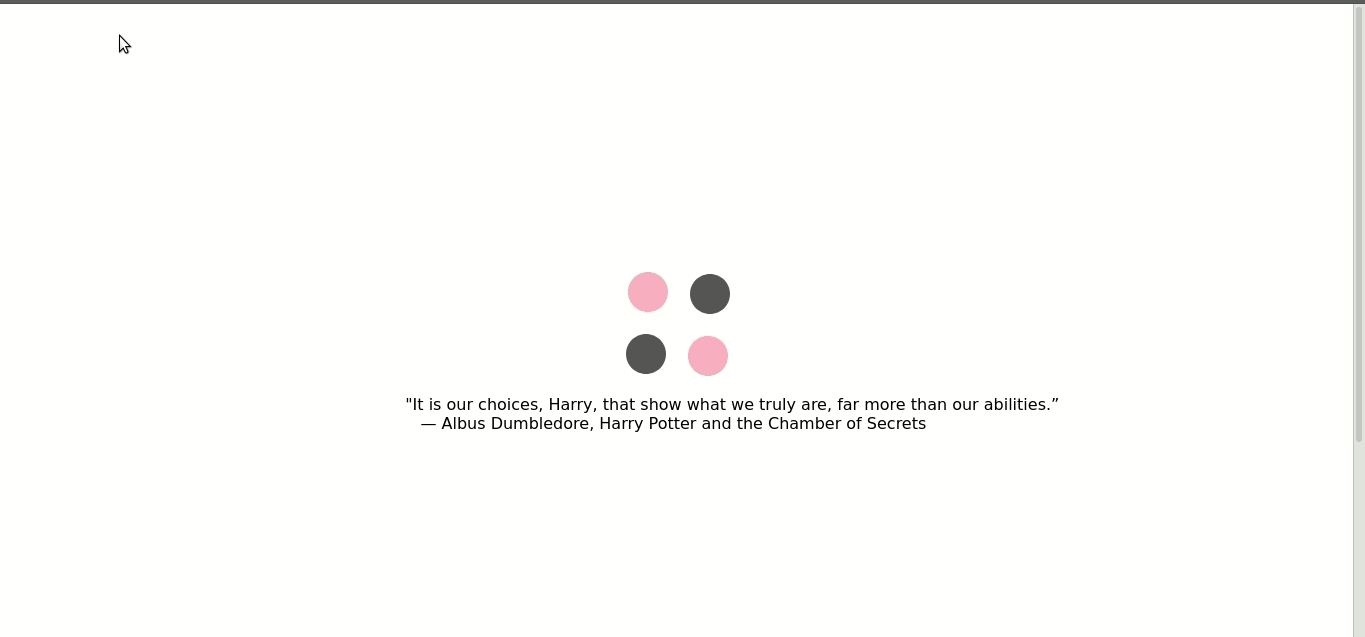 "It is our choices, Harry, that show what we truly are, far more than our abilities.”
— Albus Dumbledore, Harry Potter and the Chamber of Secrets